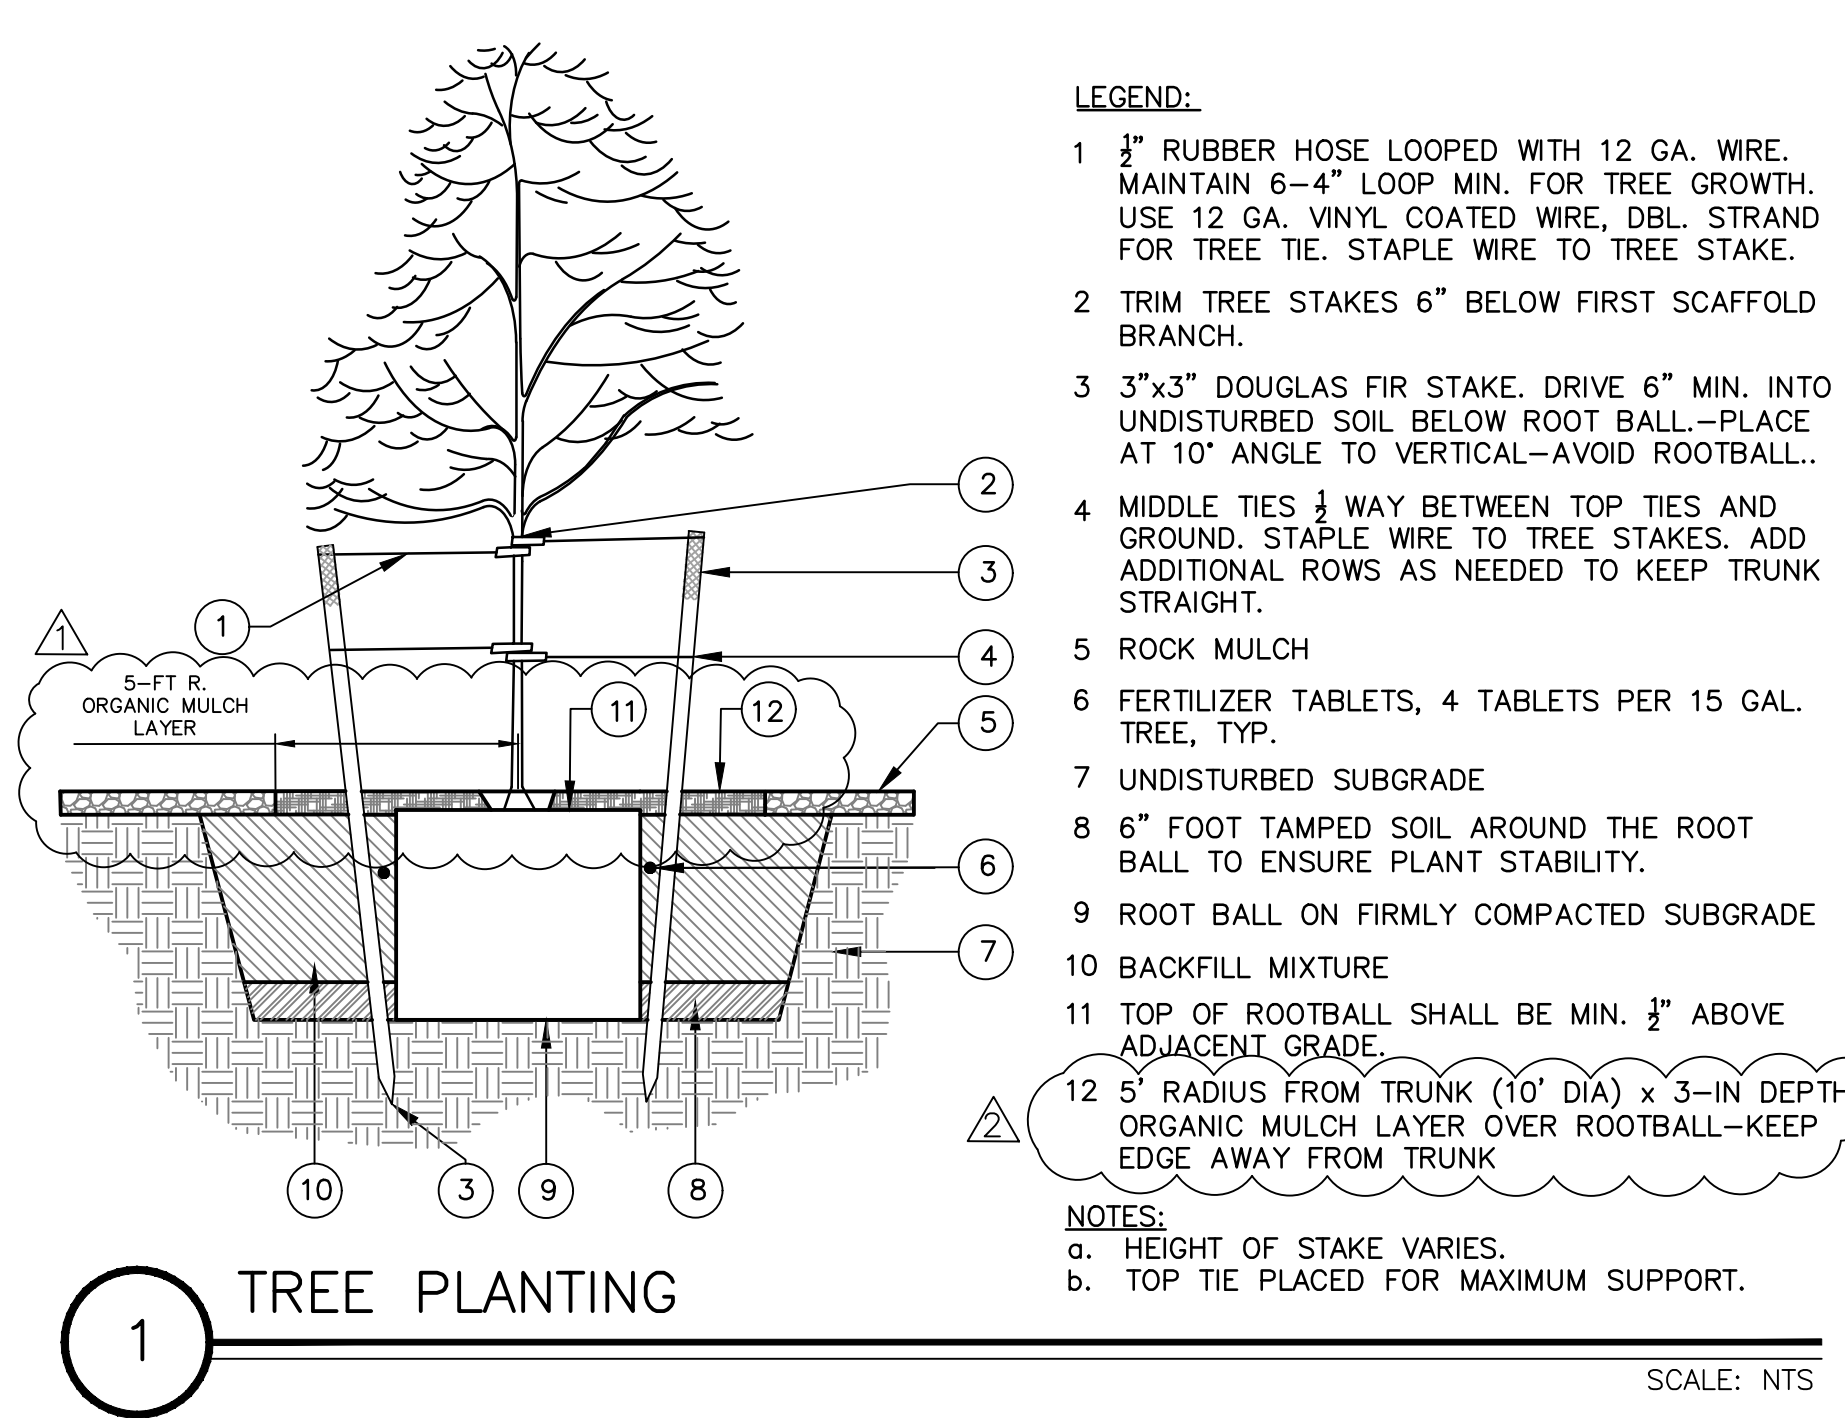 LEGEND:
1 ½" RUBBER HOSE LOOPED WITH 12 GA. WIRE.
MAINTAIN 6-4" LOOP MIN. FOR TREE GROWTH.
USE 12 GA. VINYL COATED WIRE, DBL. STRAND
FOR TREE TIE. STAPLE WIRE TO TREE STAKE.
2 TRIM TREE STAKES 6" BELOW FIRST SCAFFOLD
BRANCH.
3 3"x3" DOUGLAS FIR STAKE. DRIVE 6" MIN. INTO
UNDISTURBED SOIL BELOW ROOT BALL.-PLACE
AT 10° ANGLE TO VERTICAL-AVOID ROOTBALL..
4 MIDDLE TIES ½ WAY BETWEEN TOP TIES AND
GROUND. STAPLE WIRE TO TREE STAKES. ADD
ADDITIONAL ROWS AS NEEDED TO KEEP TRUNK
STRAIGHT.
5 ROCK MULCH
6 FERTILIZER TABLETS, 4 TABLETS PER 15 GAL.
TREE, TYP.
7 UNDISTURBED SUBGRADE
8 6" FOOT TAMPED SOIL AROUND THE ROOT
BALL TO ENSURE PLANT STABILITY.
9 ROOT BALL ON FIRMLY COMPACTED SUBGRADE
10 BACKFILL MIXTURE
11 TOP OF ROOTBALL SHALL BE MIN. ½" ABOVE
ADJACENT GRADE.
12 5' RADIUS FROM TRUNK (10' DIA) x 3-IN DEPTH
ORGANIC MULCH LAYER OVER ROOTBALL-KEEP
EDGE AWAY FROM TRUNK
2
NOTES:
a. HEIGHT OF STAKE VARIES.
b. TOP TIE PLACED FOR MAXIMUM SUPPORT.
2
3
1
1
4
5-FT R.
ORGANIC MULCH
LAYER
11
12
5
6
7
10
3
9
8
TREE PLANTING
1
SCALE: NTS